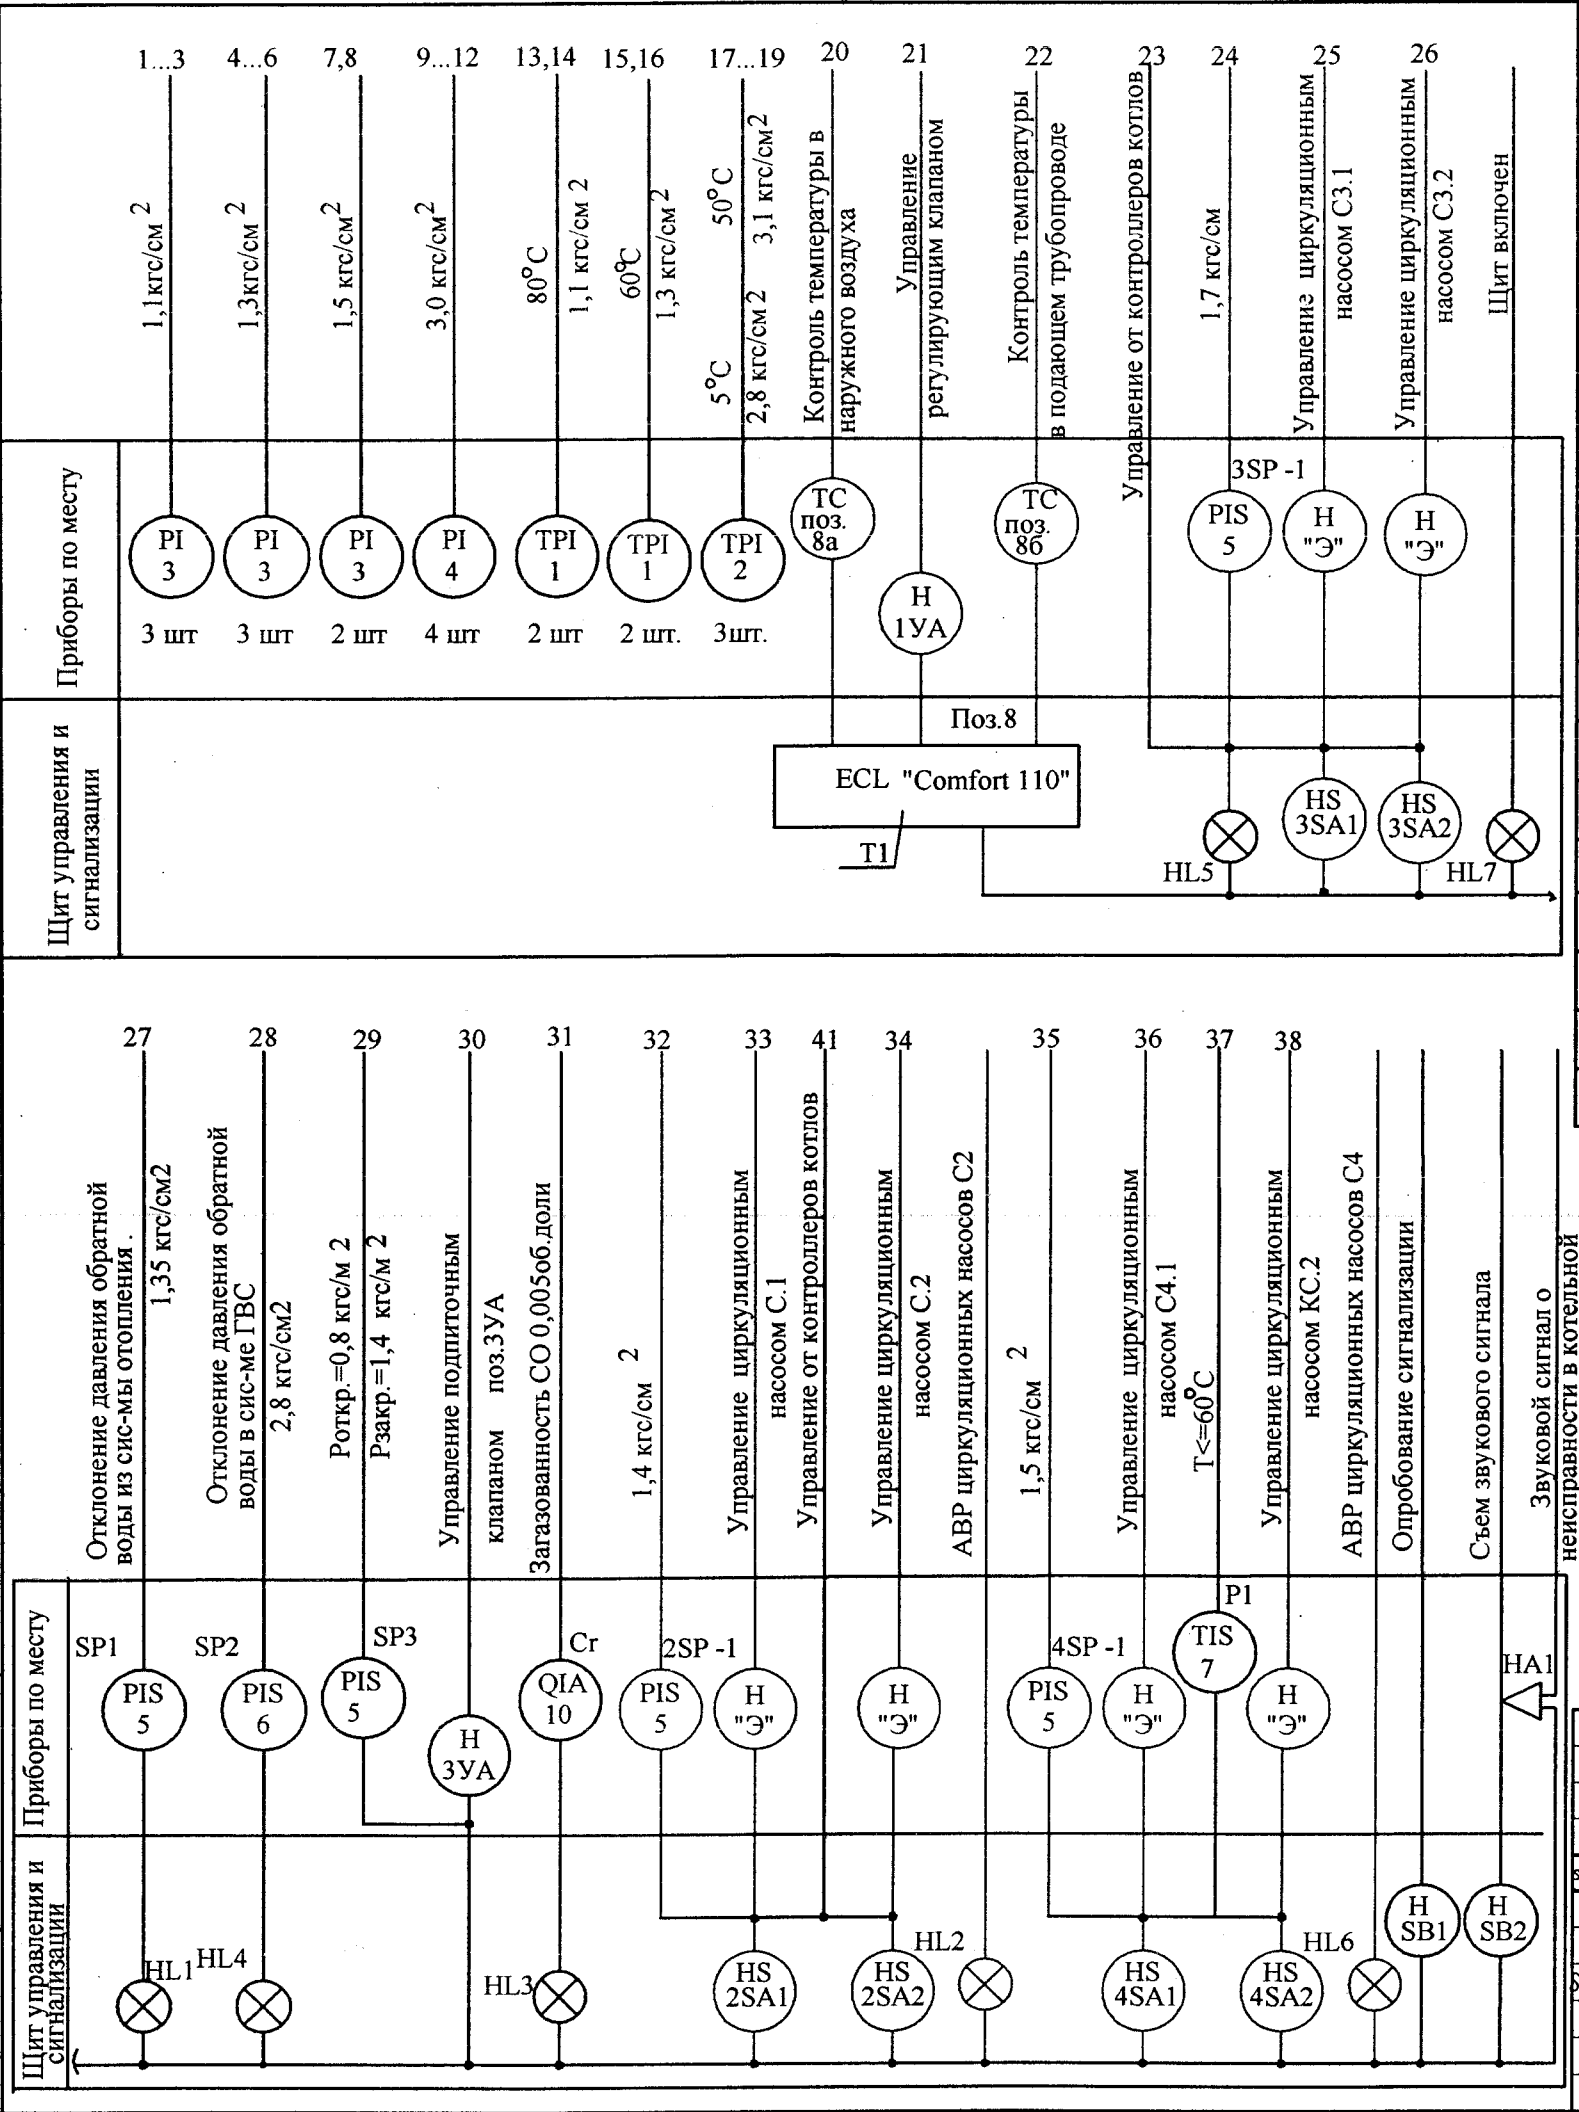 1...3
4...6
7,8
9...12
13,14
15,16
17...19
20
21
22
23
24
25
26
1,1кгс/см 2
1,3кгс/см 2
1,5 кгс/см 2
3,0 кгс/см 2
80°С
1,1 кгс/см 2
60°С
1,3 кгс/см 2
5°С 50°С
2,8 кгс/см 2 3,1 кгс/см 2
Контроль температуры в
наружного воздуха
Управление
регулирующим клапаном
Контроль температуры
в подающем трубопроводе
Управление от контроллеров котлов
1,7 кгс/см
Управление циркуляционным
насосом С3.1
Управление циркуляционным
насосом С3.2
Щит включен
Приборы по месту
PI
3
3 шт
PI
3
3 шт
PI
3
2 шт
PI
4
4 шт
TPI
1
2 шт
TPI
1
2 шт.
TPI
2
3шт.
ТС
поз.
8а
Н
1УА
ТС
поз.
8б
3SP -1
PIS
5
Н
"Э"
Н
"Э"
Щит управления и
сигнализации
Поз.8
ECL "Comfort 110"
Т1
HL5
HS
3SA1
HS
3SA2
HL7
27
28
29
30
31
32
33
41
34
35
36
37
38
Отклонение давления обратной
воды из сис-мы отопления .
1,35 кгс/см2
Отклонение давления обратной
воды в сис-ме ГВС
2,8 кгс/см2
Роткр.=0,8 кгс/м 2
Рзакр.=1,4 кгс/м 2
Управление подпиточным
клапаном поз.3УА
Загазованность СО 0,005об.доли
1,4 кгс/см 2
Управление циркуляционным
насосом С.1
Управление от контроллеров котлов
Управление циркуляционным
насосом С.2
АВР циркуляционных насосов С2
1,5 кгс/см 2
Управление циркуляционным
насосом С4.1
Т<=60°С
Управление циркуляционным
насосом КС.2
АВР циркуляционных насосов С4
Опробование сигнализации
Съем звукового сигнала
Звуковой сигнал о
неисправности в котельной
Приборы по месту
SP1
PIS
5
SP2
PIS
6
SP3
PIS
5
Н
3УА
Cr
QIA
10
2SP -1
PIS
5
Н
"Э"
Н
"Э"
4SP -1
PIS
5
Н
"Э"
P1
TIS
7
Н
"Э"
HA1
Щит управления и
сигнализации
HL1
HL4
HL3
HS
2SA1
HS
2SA2
HL2
HS
4SA1
HS
4SA2
HL6
Н
SB1
Н
SB2